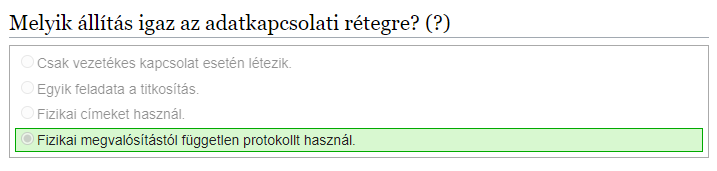 Melyik állítás igaz az adatkapcsolati rétegre? (?)
Csak vezetékes kapcsolat esetén létezik.
Egyik feladata a titkosítás.
Fizikai címeket használ.
Fizikai megvalósítástól független protokollt használ.